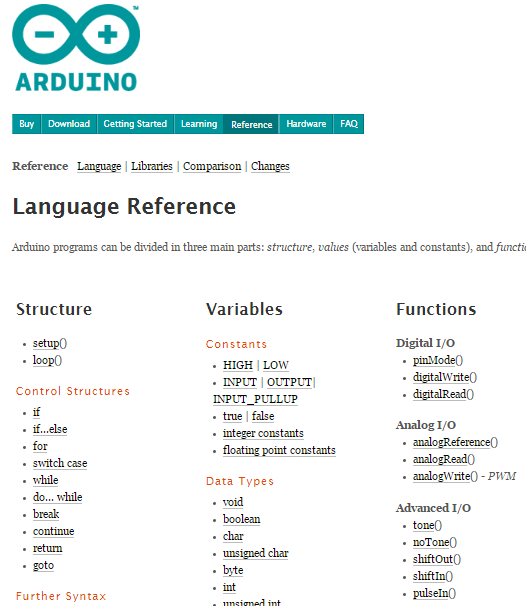 ARDUINO
Buy Download Getting Started Learning Reference Hardware FAQ
Reference Language | Libraries | Comparison | Changes
Language Reference
Arduino programs can be divided in three main parts: structure, values (variables and constants), and
Structure
setup()
loop()
Control Structures
if
if...else
for
switch case
while
do... while
break
continue
return
goto
Further Syntax
Variables
Constants
HIGH | LOW
INPUT | OUTPUT|
INPUT_PULLUP
true | false
integer constants
floating point constants
Data Types
void
boolean
char
unsigned char
byte
int
unsigned int
Functions
Digital I/O
pinMode()
digitalWrite()
digitalRead()
Analog I/O
analogReference()
analogRead()
analogWrite() - PWM
Advanced I/O
tone()
noTone()
shiftOut()
shiftIn()
pulseIn()